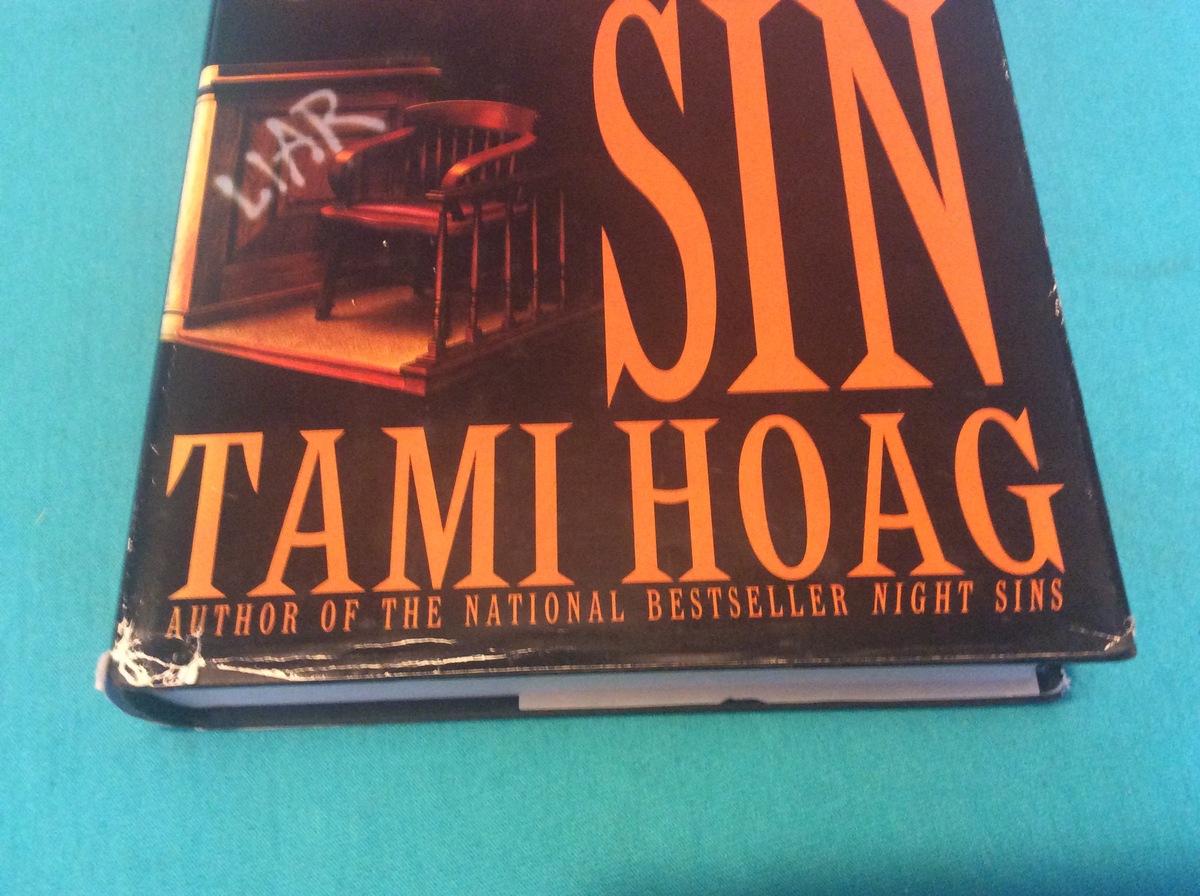 SIN
LIAR
TAMI HOAG
AUTHOR OF THE NATIONAL BESTSELLER NIGHT SINS